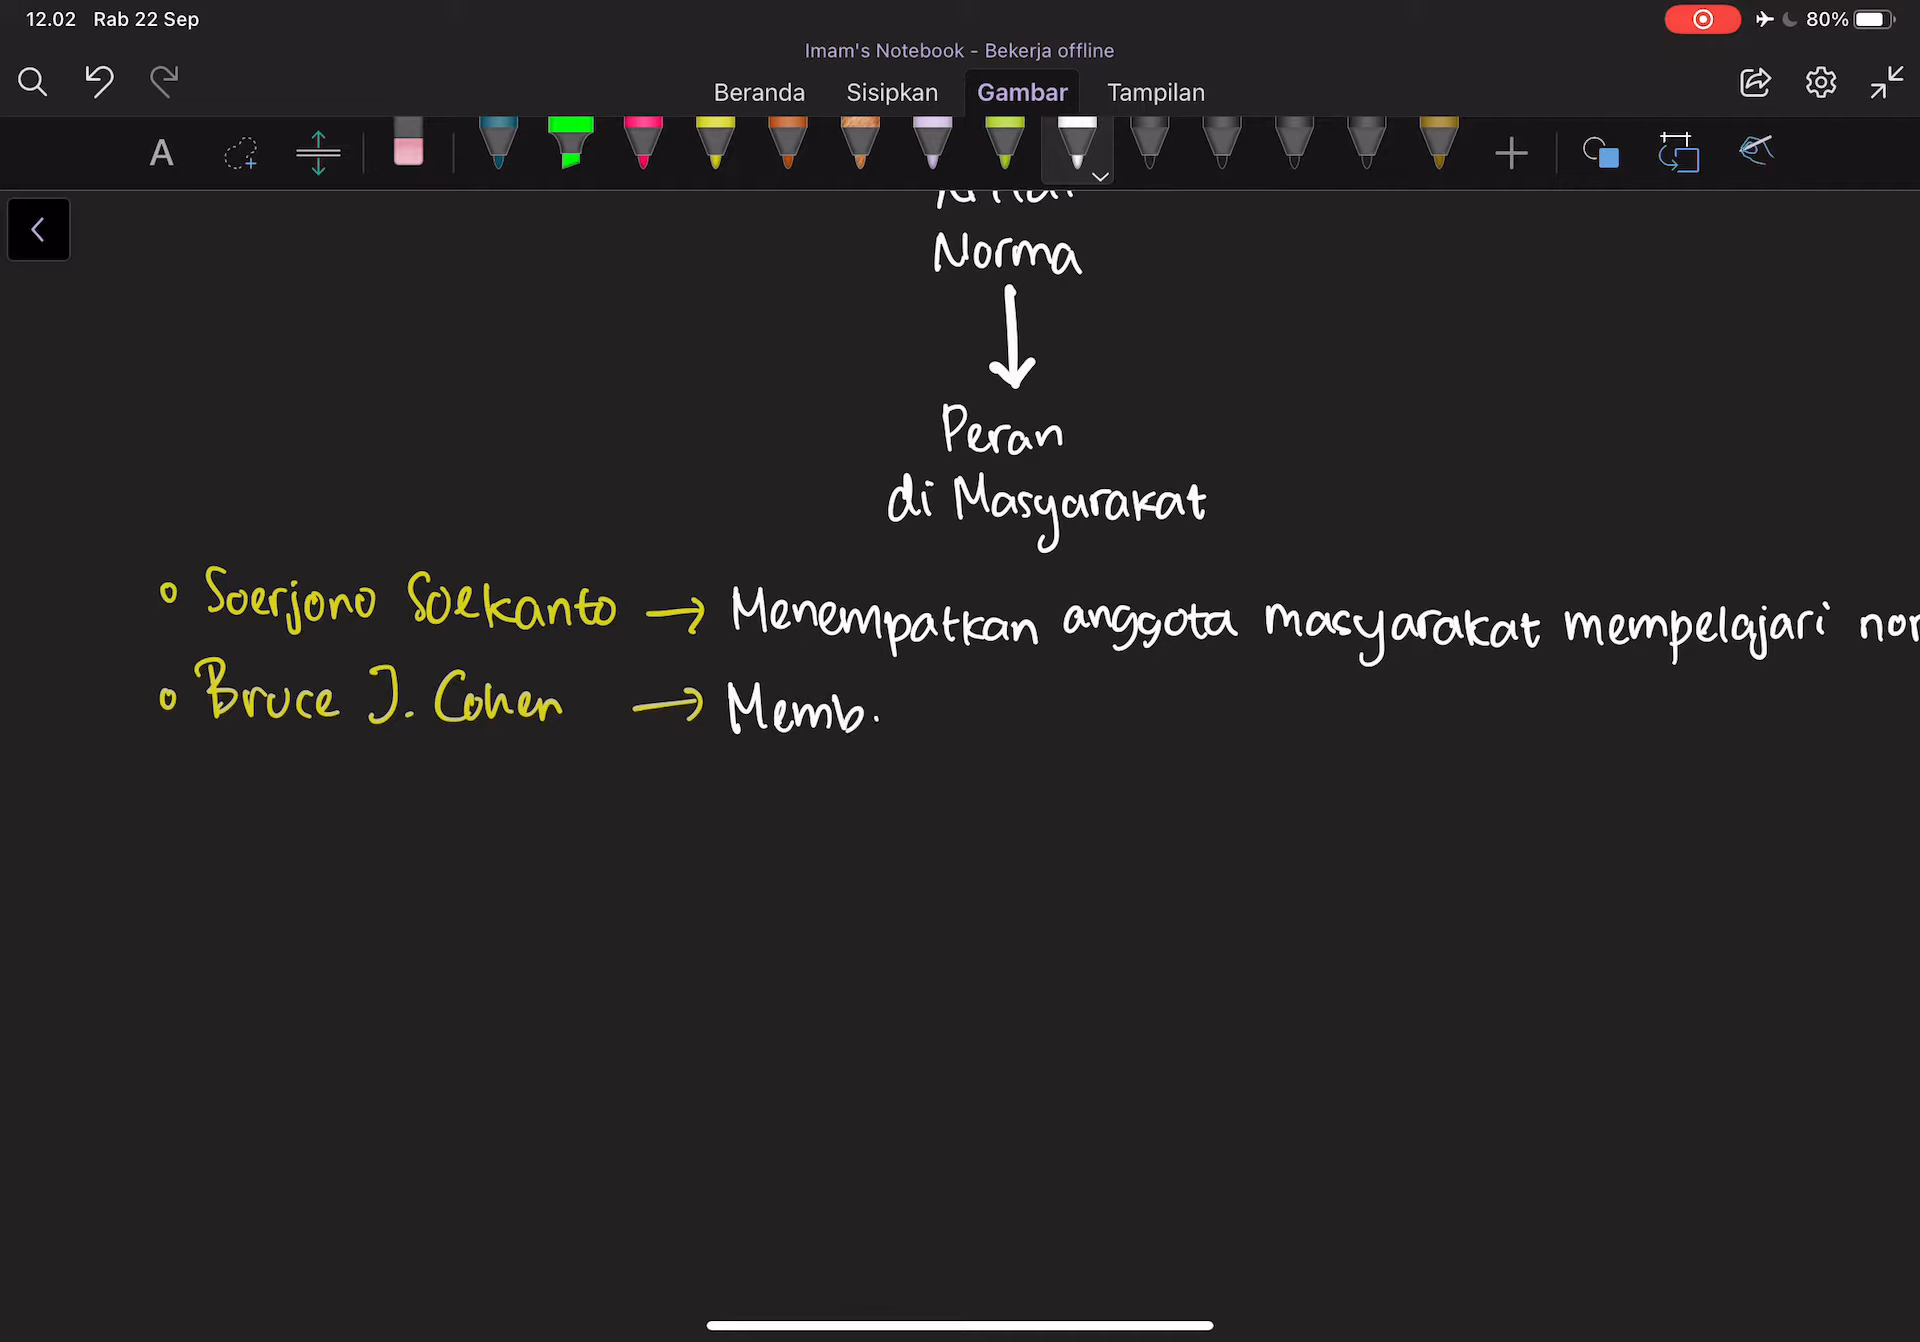 12.02 Rab 22 Sep
80%
Imam's Notebook - Bekerja offline
Beranda Sisipkan Gambar Tampilan
A
Norma
Peran
di Masyarakat
Soerjono Soekanto → Menempatkan anggota masyarakat mempelajari nor
Bruce J. Cohen → Memb.